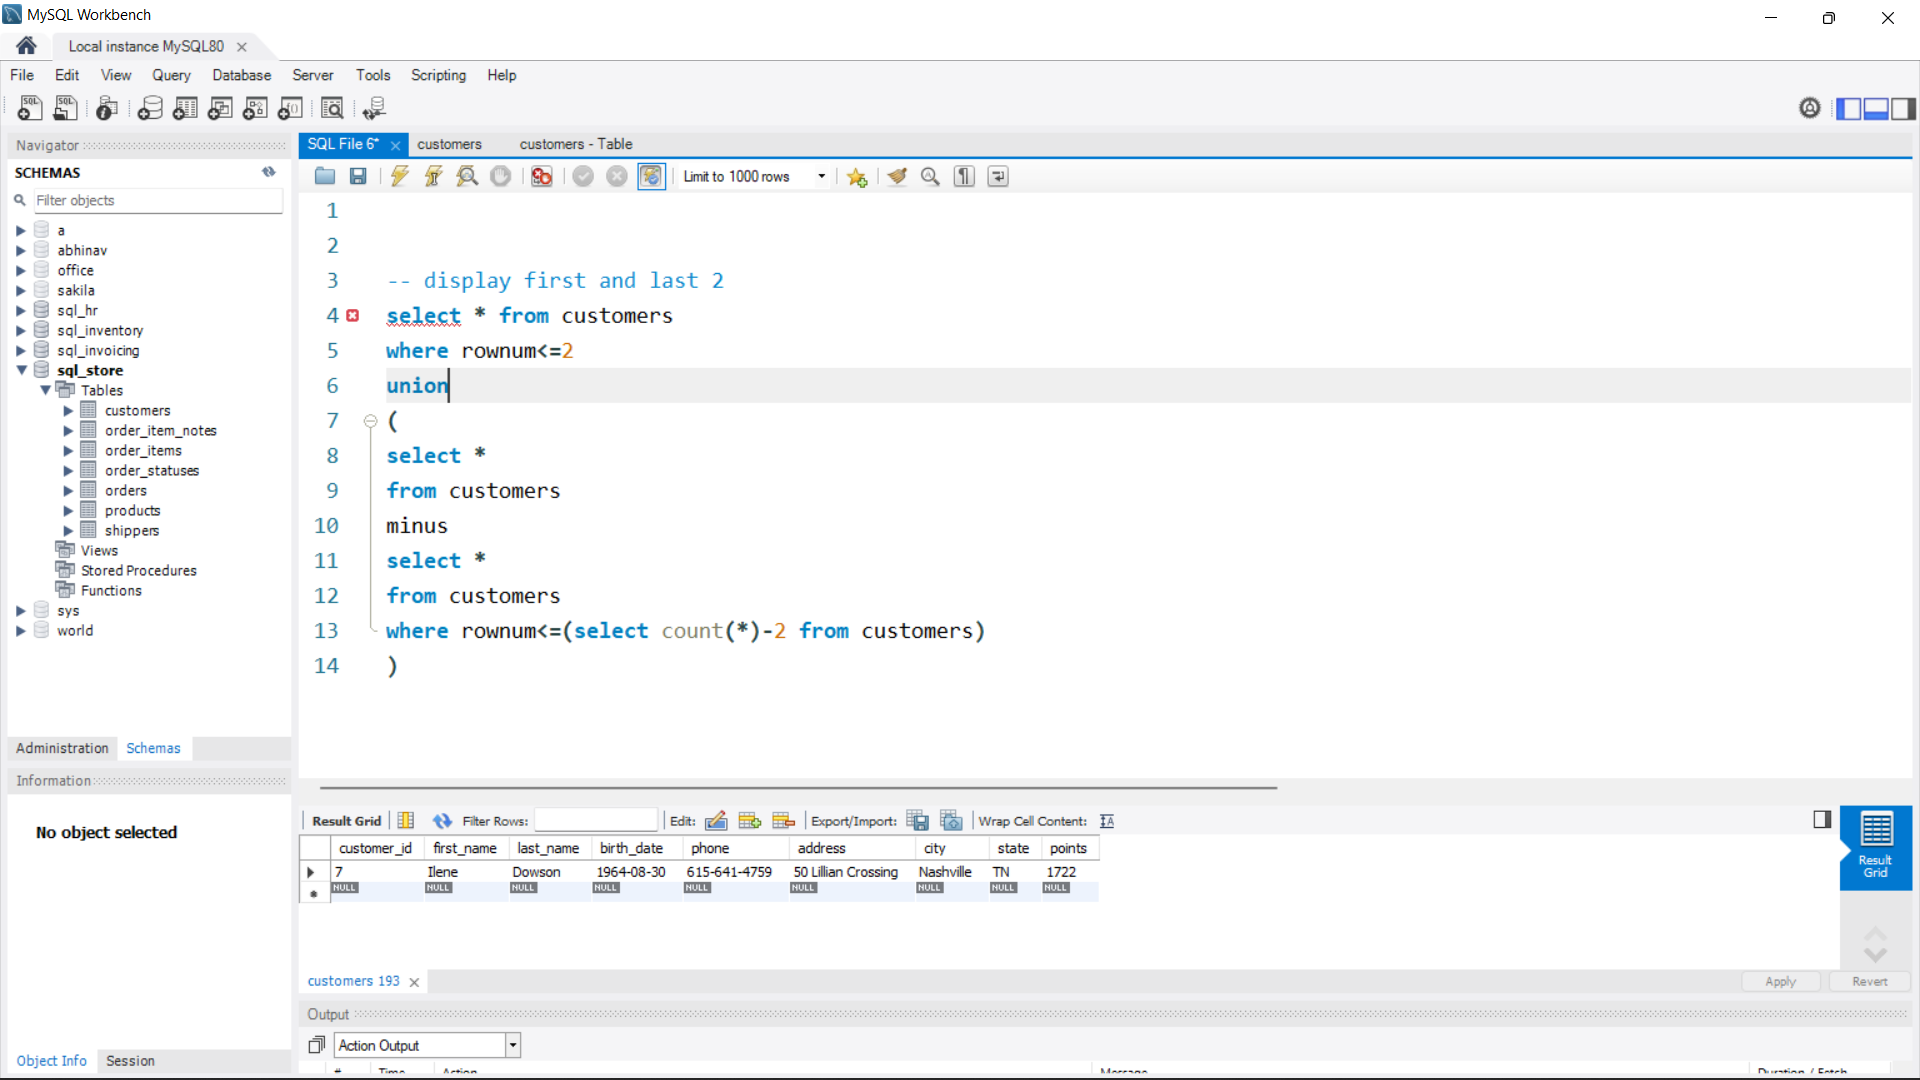 MySQL Workbench
Local instance MySQL80
File Edit View Query Database Server Tools Scripting Help
Navigator
SCHEMAS
Filter objects
a
abhinav
office
sakila
sql_hr
sql_inventory
sql_invoicing
sql_store
Tables
customers
order_item_notes
order_items
order_statuses
orders
products
shippers
Views
Stored Procedures
Functions
sys
world
Administration Schemas
Information
No object selected
Object Info Session
SQL File 6* customers customers - Table
Limit to 1000 rows
1
2
3 -- display first and last 2
4 select * from customers
5 where rownum<=2
6 union
7 (
8 select *
9 from customers
10 minus
11 select *
12 from customers
13 where rownum<=(select count(*)-2 from customers)
14 )
Result Grid Filter Rows: Edit: Export/Import: Wrap Cell Content:
customer_id first_name last_name birth_date phone address city state points
7 Ilene Dowson 1964-08-30 615-641-4759 50 Lillian Crossing Nashville TN 1722
NULL NULL NULL NULL NULL NULL NULL NULL NULL
Result
Grid
customers 193
Apply Revert
Output
Action Output
# Time Action Message Duration / Fetch